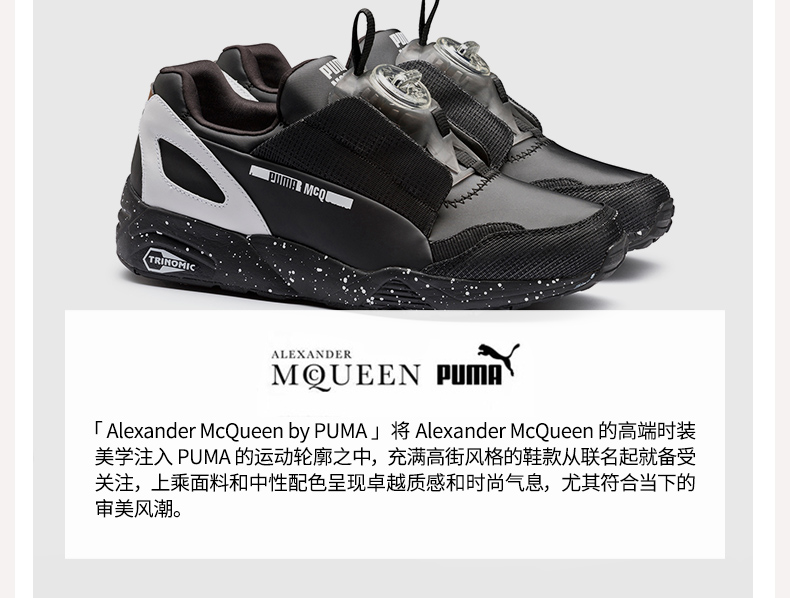 PUMA
PUMA McQ
TRINOMIC
ALEXANDER
McQUEEN PUMA
「 Alexander McQueen by PUMA 」将 Alexander McQueen 的高端时装
美学注入 PUMA 的运动轮廓之中，充满高街风格的鞋款从联名起就备受
关注，上乘面料和中性配色呈现卓越质感和时尚气息，尤其符合当下的
审美风潮。